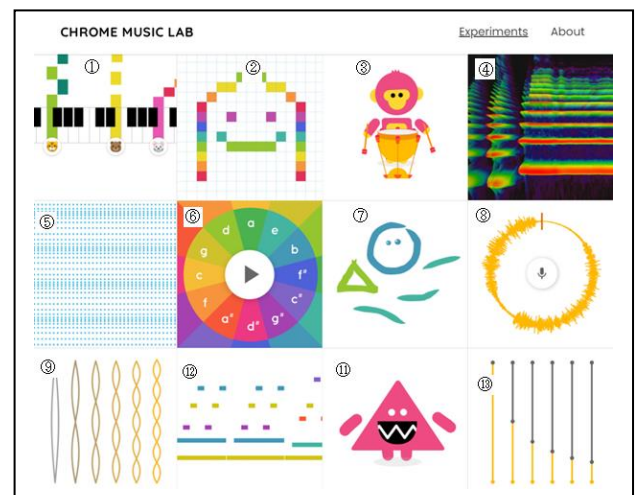 CHROME MUSIC LAB Experiments About
① ② ③ ④
⑤ ⑥ ⑦ ⑧
d a e
g b
c f#
f c#
a# d# g#
⑨ ⑫ ⑪ ⑬